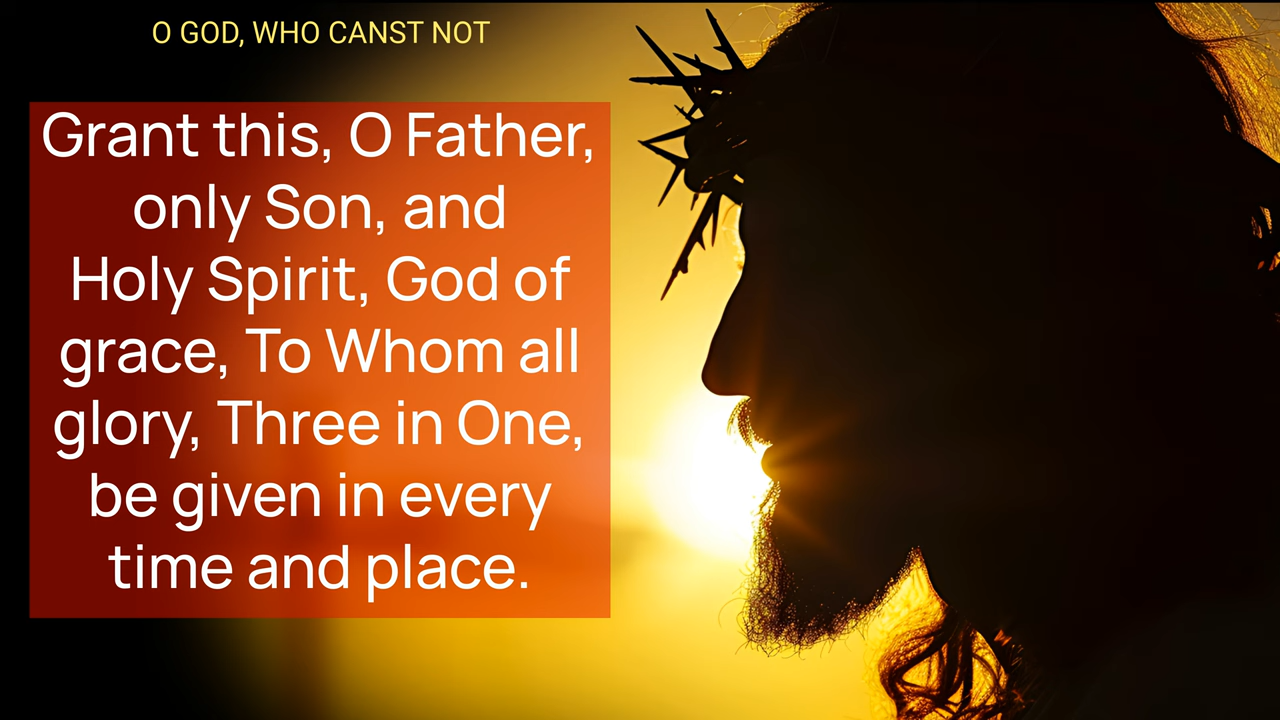 O GOD, WHO CANST NOT
Grant this, O Father,
only Son, and
Holy Spirit, God of
grace, To Whom all
glory, Three in One,
be given in every
time and place.